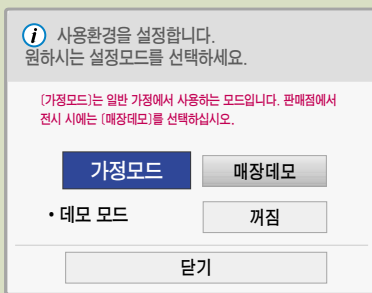 사용환경을 설정합니다.
원하시는 설정모드를 선택하세요.
[가정모드]는 일반 가정에서 사용하는 모드입니다. 판매점에서
전시 시에는 [매장데모]를 선택하십시오.
가정모드 매장데모
• 데모 모드 꺼짐
닫기